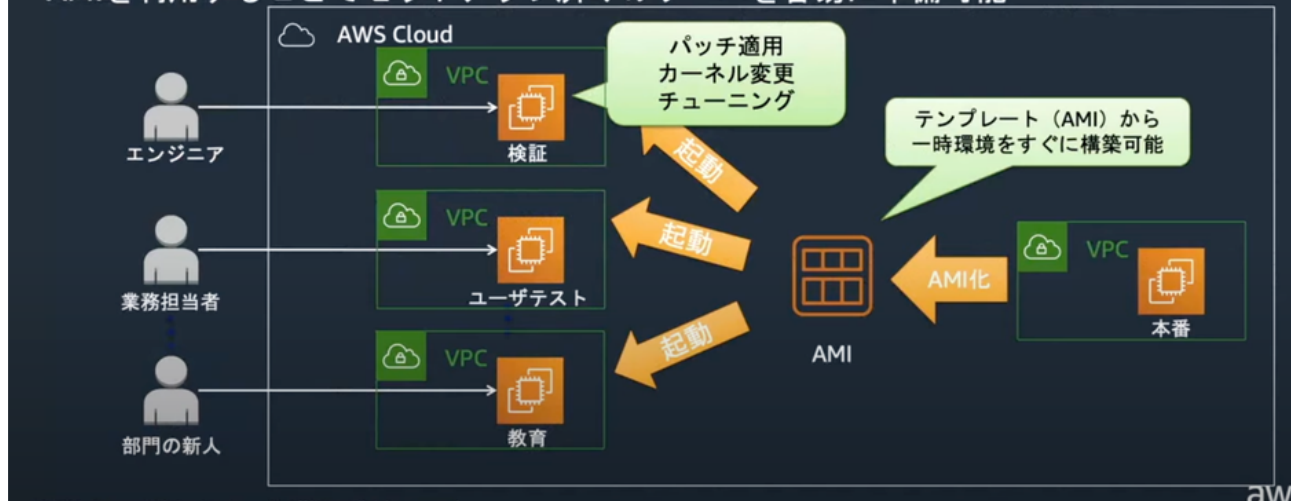 AWS Cloud
パッチ適用
カーネル変更
チューニング
VPC
検証
エンジニア
起動
テンプレート（AMI）から
一時環境をすぐに構築可能
VPC
ユーザテスト
業務担当者
起動
AMI
AMI化
VPC
本番
VPC
教育
部門の新人
起動
aw